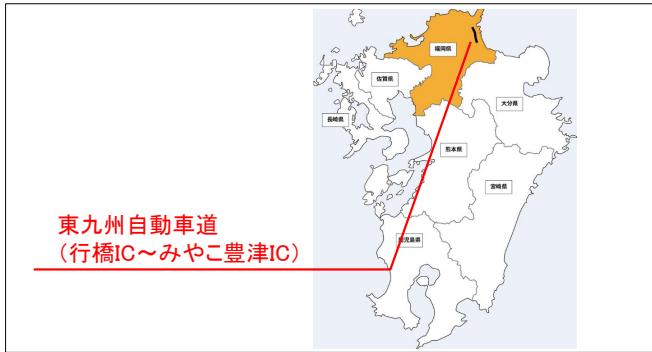 福岡県
佐賀県
大分県
長崎県
熊本県
宮崎県
東九州自動車道
(行橋IC~みやこ豊津IC)
鹿児島県